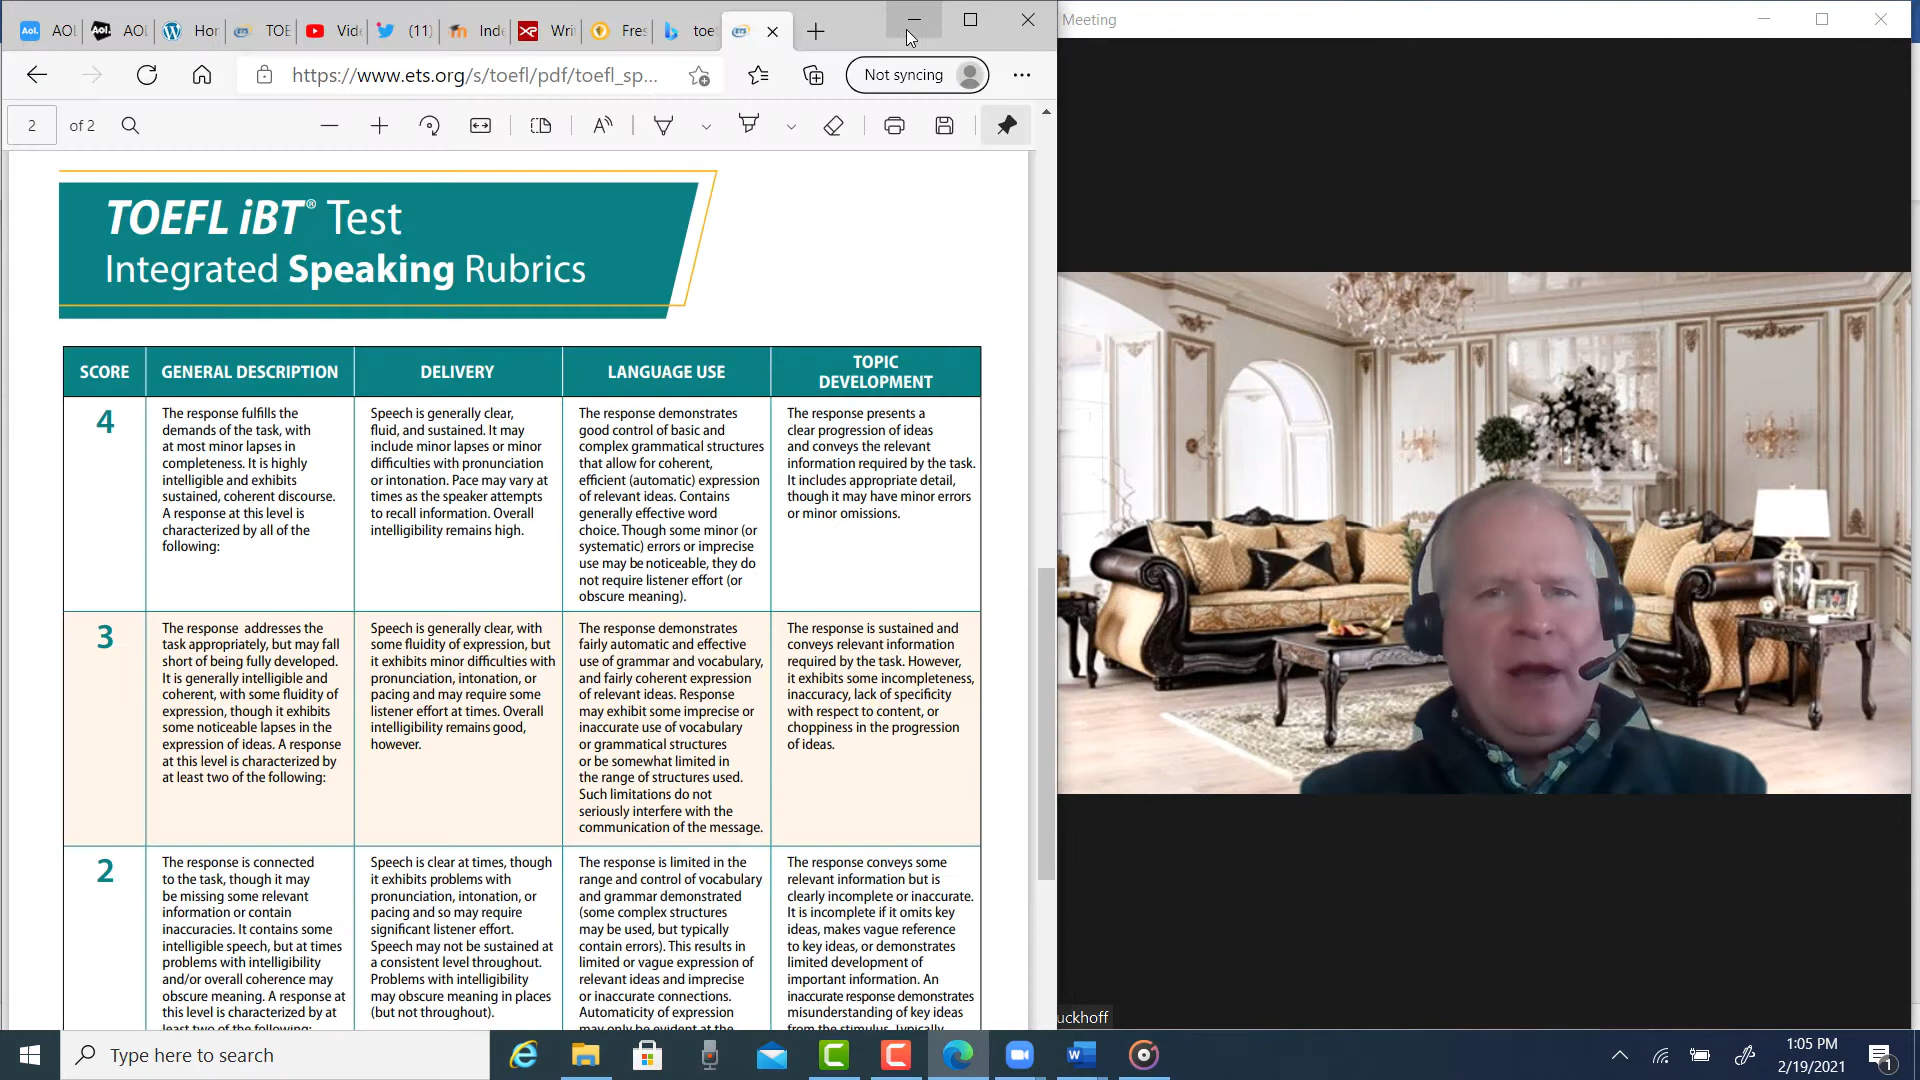 AOL
AOL
Hor
TOE
Vid
(11)
Inde
Wri
Fres
toe
https://www.ets.org/s/toefl/pdf/toefl_sp...
Not syncing
2 of 2
TOEFL iBT® Test
Integrated Speaking Rubrics
SCORE
GENERAL DESCRIPTION
DELIVERY
LANGUAGE USE
TOPIC
DEVELOPMENT
4
The response fulfills the
demands of the task, with
at most minor lapses in
completeness. It is highly
intelligible and exhibits
sustained, coherent discourse.
A response at this level is
characterized by all of the
following:
Speech is generally clear,
fluid, and sustained. It may
include minor lapses or minor
difficulties with pronunciation
or intonation. Pace may vary at
times as the speaker attempts
to recall information. Overall
intelligibility remains high.
The response demonstrates
good control of basic and
complex grammatical structures
that allow for coherent,
efficient (automatic) expression
of relevant ideas. Contains
generally effective word
choice. Though some minor (or
systematic) errors or imprecise
use may be noticeable, they do
not require listener effort (or
obscure meaning).
The response presents a
clear progression of ideas
and conveys the relevant
information required by the task.
It includes appropriate detail,
though it may have minor errors
or minor omissions.
3
The response addresses the
task appropriately, but may fall
short of being fully developed.
It is generally intelligible and
coherent, with some fluidity of
expression, though it exhibits
some noticeable lapses in the
expression of ideas. A response
at this level is characterized by
at least two of the following:
Speech is generally clear, with
some fluidity of expression, but
it exhibits minor difficulties with
pronunciation, intonation, or
pacing and may require some
listener effort at times. Overall
intelligibility remains good,
however.
The response demonstrates
fairly automatic and effective
use of grammar and vocabulary,
and fairly coherent expression
of relevant ideas. Response
may exhibit some imprecise or
inaccurate use of vocabulary
or grammatical structures
or be somewhat limited in
the range of structures used.
Such limitations do not
seriously interfere with the
communication of the message.
The response is sustained and
conveys relevant information
required by the task. However,
it exhibits some incompleteness,
inaccuracy, lack of specificity
with respect to content, or
choppiness in the progression
of ideas.
2
The response is connected
to the task, though it may
be missing some relevant
information or contain
inaccuracies. It contains some
intelligible speech, but at times
problems with intelligibility
and/or overall coherence may
obscure meaning. A response at
this level is characterized by at
least two of the following:
Speech is clear at times, though
it exhibits problems with
pronunciation, intonation, or
pacing and so may require
significant listener effort.
Speech may not be sustained at
a consistent level throughout.
Problems with intelligibility
may obscure meaning in places
(but not throughout).
The response is limited in the
range and control of vocabulary
and grammar demonstrated
(some complex structures
may be used, but typically
contain errors). This results in
limited or vague expression of
relevant ideas and imprecise
or inaccurate connections.
Automaticity of expression
may only be evident at the
The response conveys some
relevant information but is
clearly incomplete or inaccurate.
It is incomplete if it omits key
ideas, makes vague reference
to key ideas, or demonstrates
limited development of
important information. An
inaccurate response demonstrates
misunderstanding of key ideas
from the stimulus. Typically
Meeting
uckhoff
Type here to search
1:05 PM
2/19/2021
1